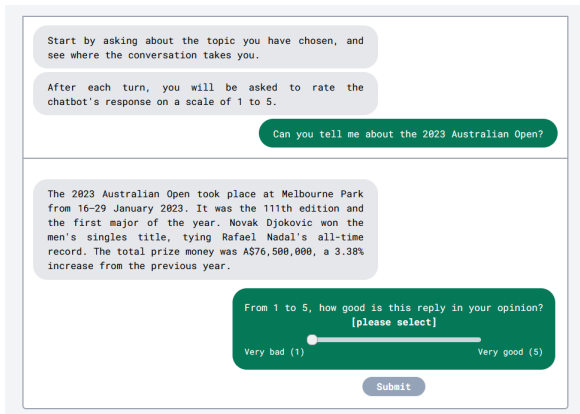 Start by asking about the topic you have chosen, and
see where the conversation takes you.
After each turn, you will be asked to rate the
chatbot's response on a scale of 1 to 5.
Can you tell me about the 2023 Australian Open?
The 2023 Australian Open took place at Melbourne Park
from 16–29 January 2023. It was the 111th edition and
the first major of the year. Novak Djokovic won the
men's singles title, tying Rafael Nadal's all-time
record. The total prize money was A$76,500,000, a 3.38%
increase from the previous year.
From 1 to 5, how good is this reply in your opinion?
[please select]
Very bad (1) Very good (5)
Submit